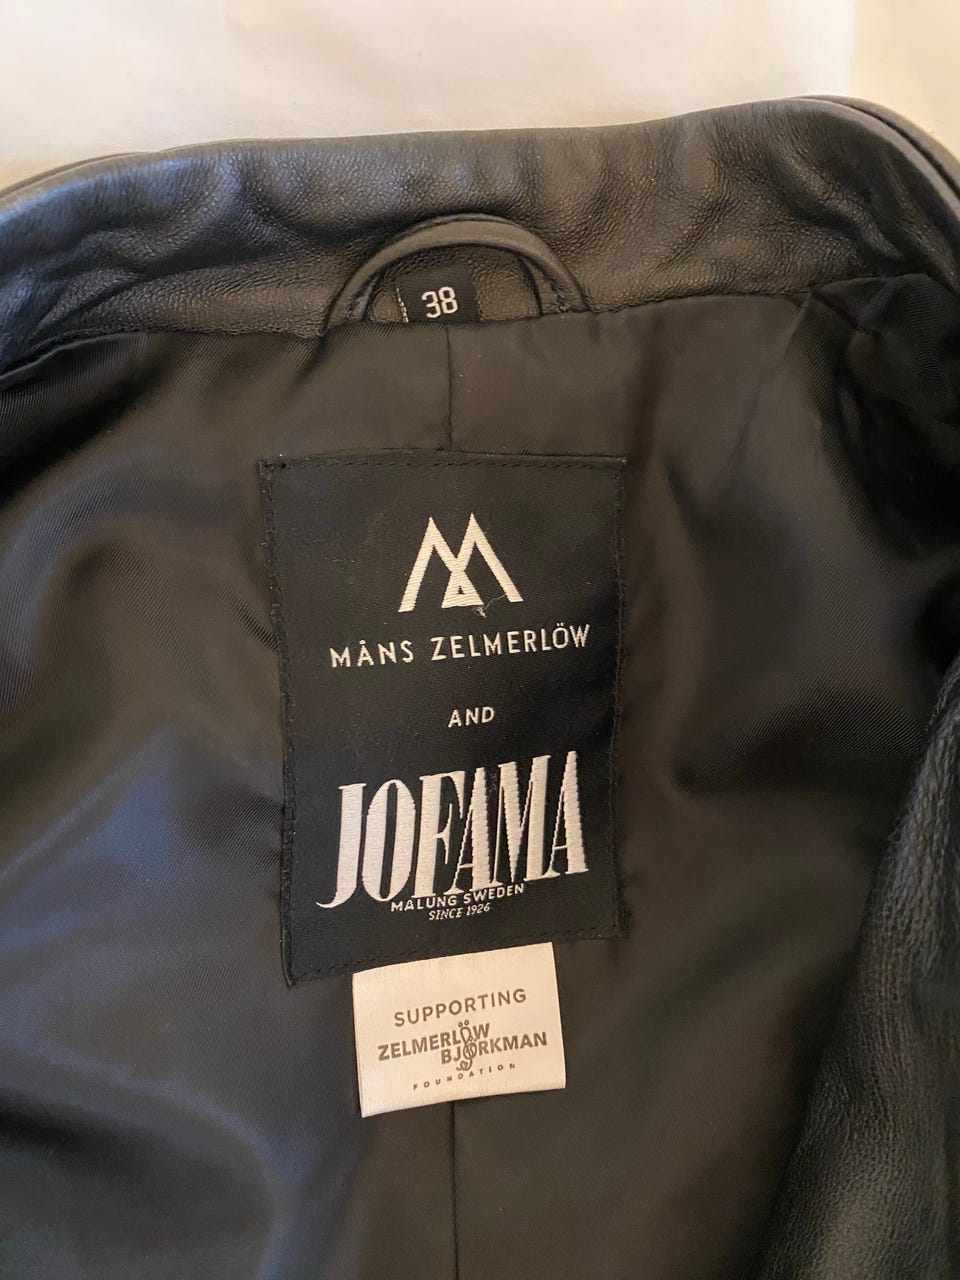 38
MÅNS ZELMERLÖW
AND
JOFAMA
MALUNG SWEDEN
SINCE 1926
SUPPORTING
ZELMERLÖW
BJÖRKMAN
FOUNDATION